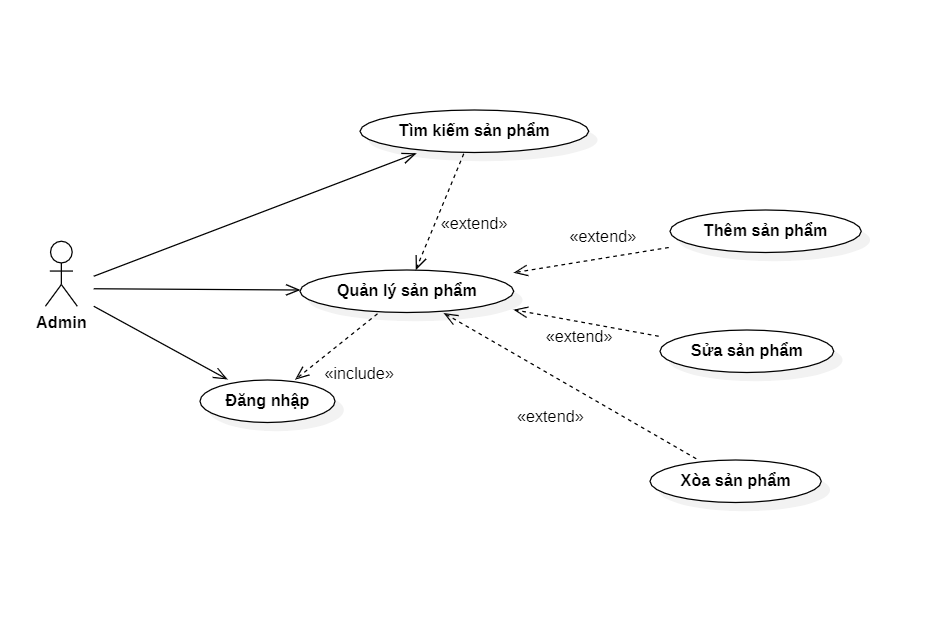 Tìm kiếm sản phẩm
«extend»
«extend»
Thêm sản phẩm
Quản lý sản phẩm
Admin
«extend»
Sửa sản phẩm
«include»
Đăng nhập
«extend»
Xòa sản phẩm